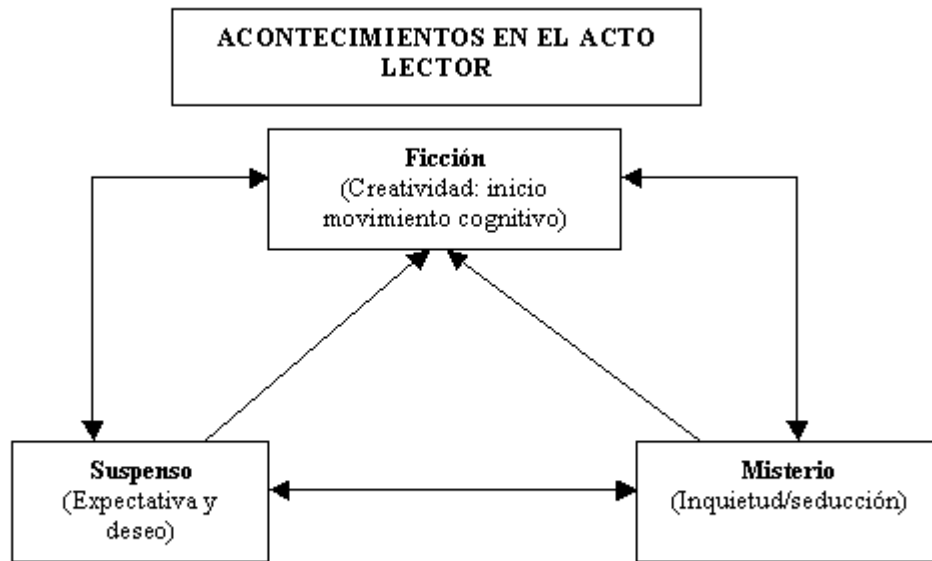 ACONTECIMIENTOS EN EL ACTO
LECTOR
Ficción
(Creatividad: inicio
movimiento cognitivo)
Suspenso
(Expectativa y
deseo)
Misterio
(Inquietud/seducción)